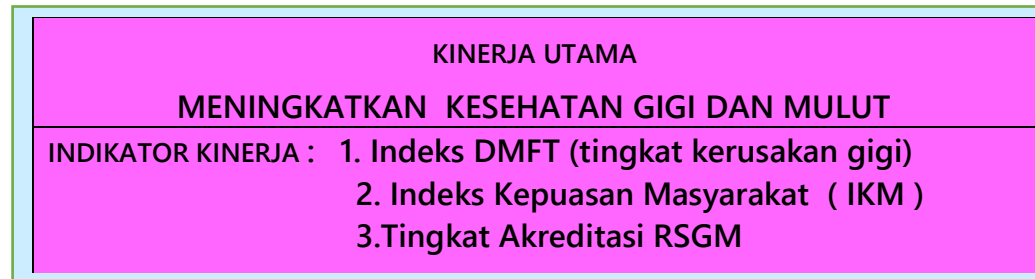 KINERJA UTAMA
MENINGKATKAN KESEHATAN GIGI DAN MULUT
INDIKATOR KINERJA : 1. Indeks DMFT (tingkat kerusakan gigi)
2. Indeks Kepuasan Masyarakat ( IKM )
3.Tingkat Akreditasi RSGM